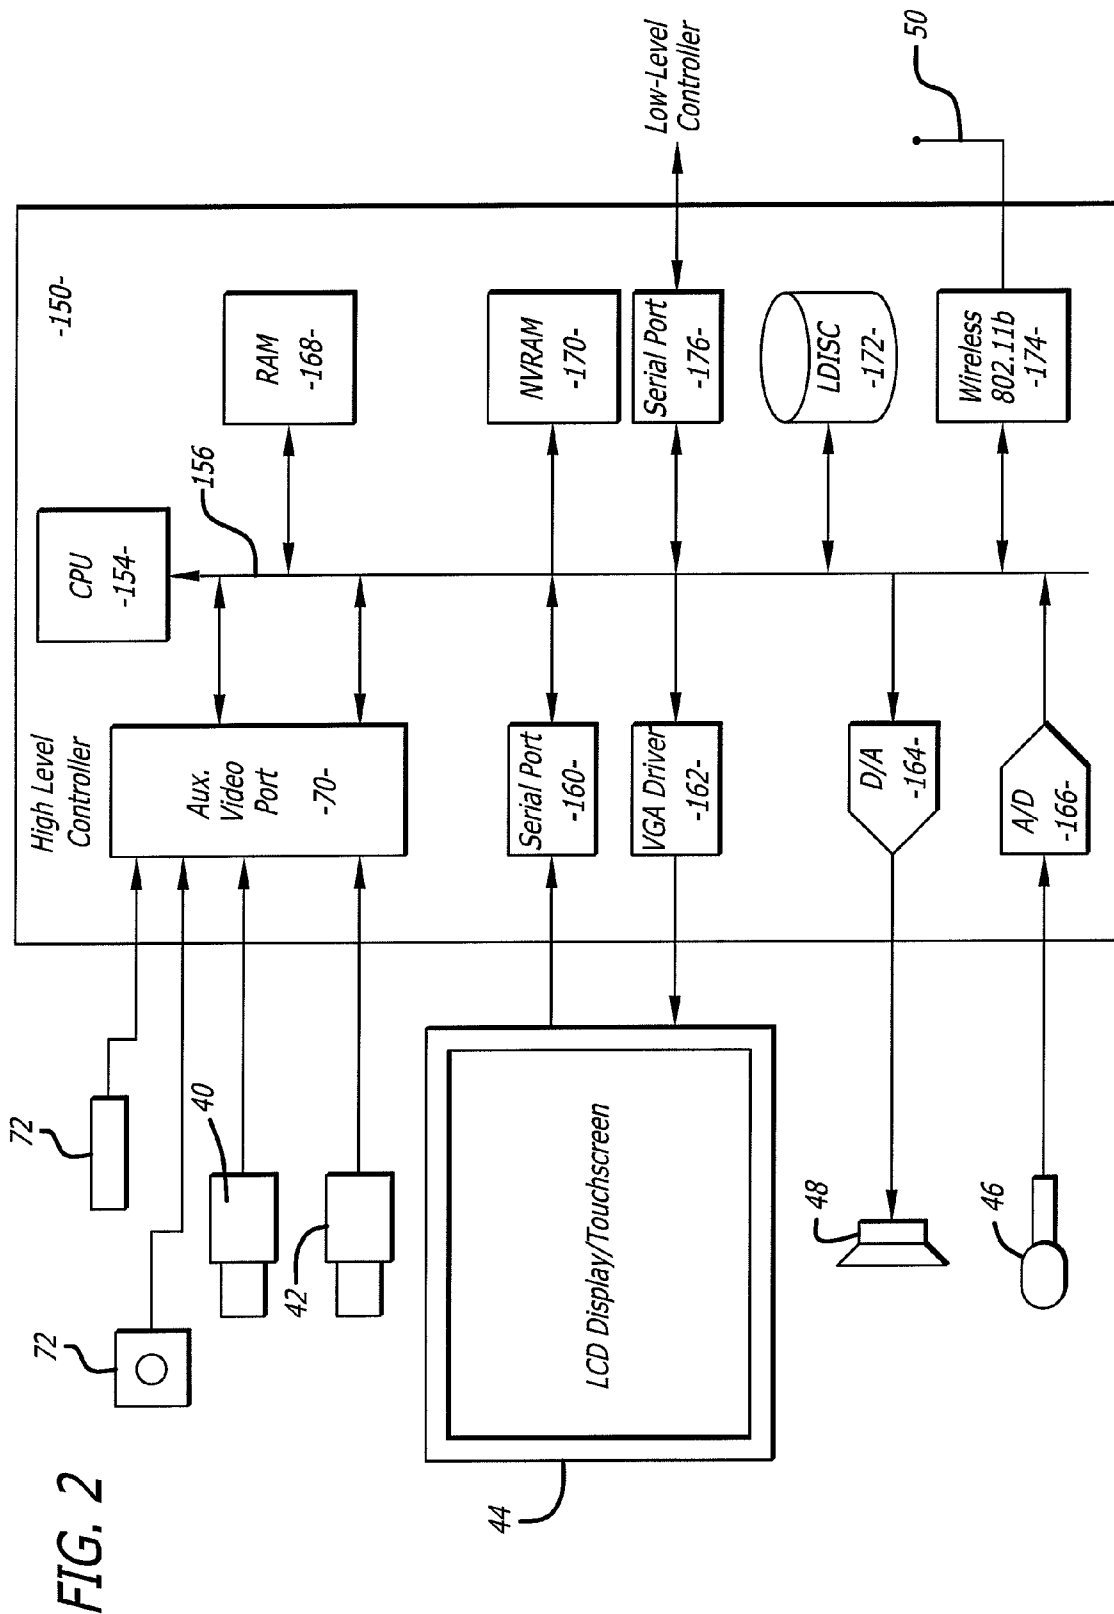 FIG. 2
72
72
40
42
44
LCD Display/Touchscreen
48
46
High Level
Controller
-150-
Aux.
Video
Port
-70-
CPU
-154-
156
RAM
-168-
Serial Port
-160-
NVRAM
-170-
VGA Driver
-162-
Serial Port
-176-
Low-Level
Controller
LDISC
-172-
D/A
-164-
A/D
-166-
Wireless
802.11b
-174-
50